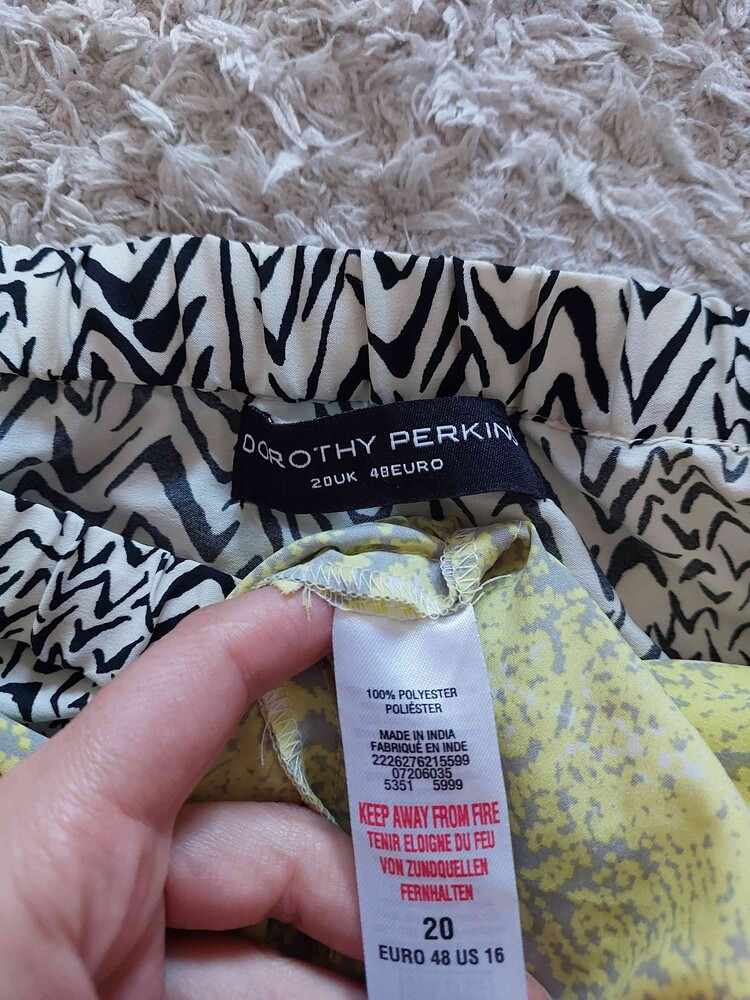 DOROTHY PERKINS
20UK 48EURO
100% POLYESTER
POLIÉSTER
MADE IN INDIA
FABRIQUÉ EN INDE
2226276215599
07206035
5351 5999
KEEP AWAY FROM FIRE
TENIR ELOIGNE DU FEU
VON ZUNDQUELLEN
FERNHALTEN
20
EURO 48 US 16